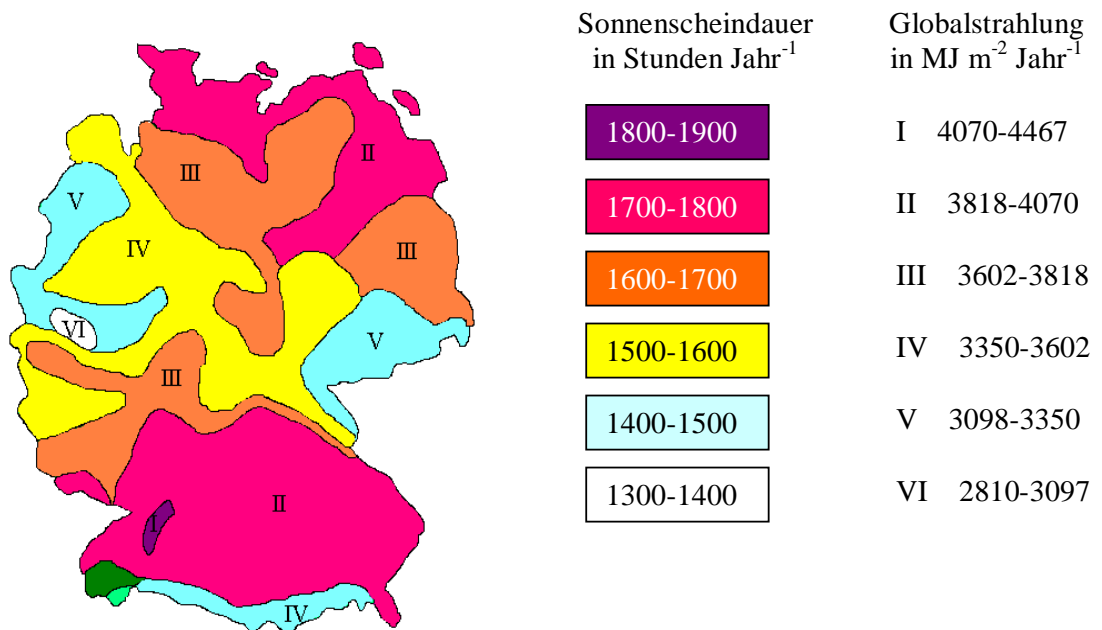 Sonnenscheindauer
in Stunden Jahr⁻¹
Globalstrahlung
in MJ m⁻² Jahr⁻¹
1800-1900 I 4070-4467
1700-1800 II 3818-4070
1600-1700 III 3602-3818
1500-1600 IV 3350-3602
1400-1500 V 3098-3350
1300-1400 VI 2810-3097
II
III
V
IV
III
VI
V
III
II
I
IV